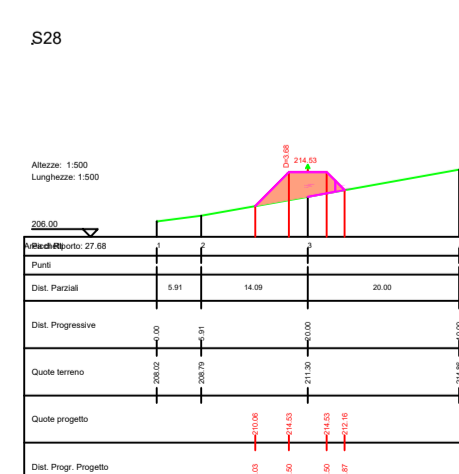 S28
D=3.68
214.53
Altezze: 1:500
Lunghezze: 1:500
206.00
Area di Riporto: 27.68
Picchetti
1 2 3
Punti
Dist. Parziali 5.91 14.09 20.00
Dist. Progressive 0.00 5.91 20.00
Quote terreno 208.02 208.79 211.30
Quote progetto 210.06 214.53 214.53 212.16
Dist. Progr. Progetto